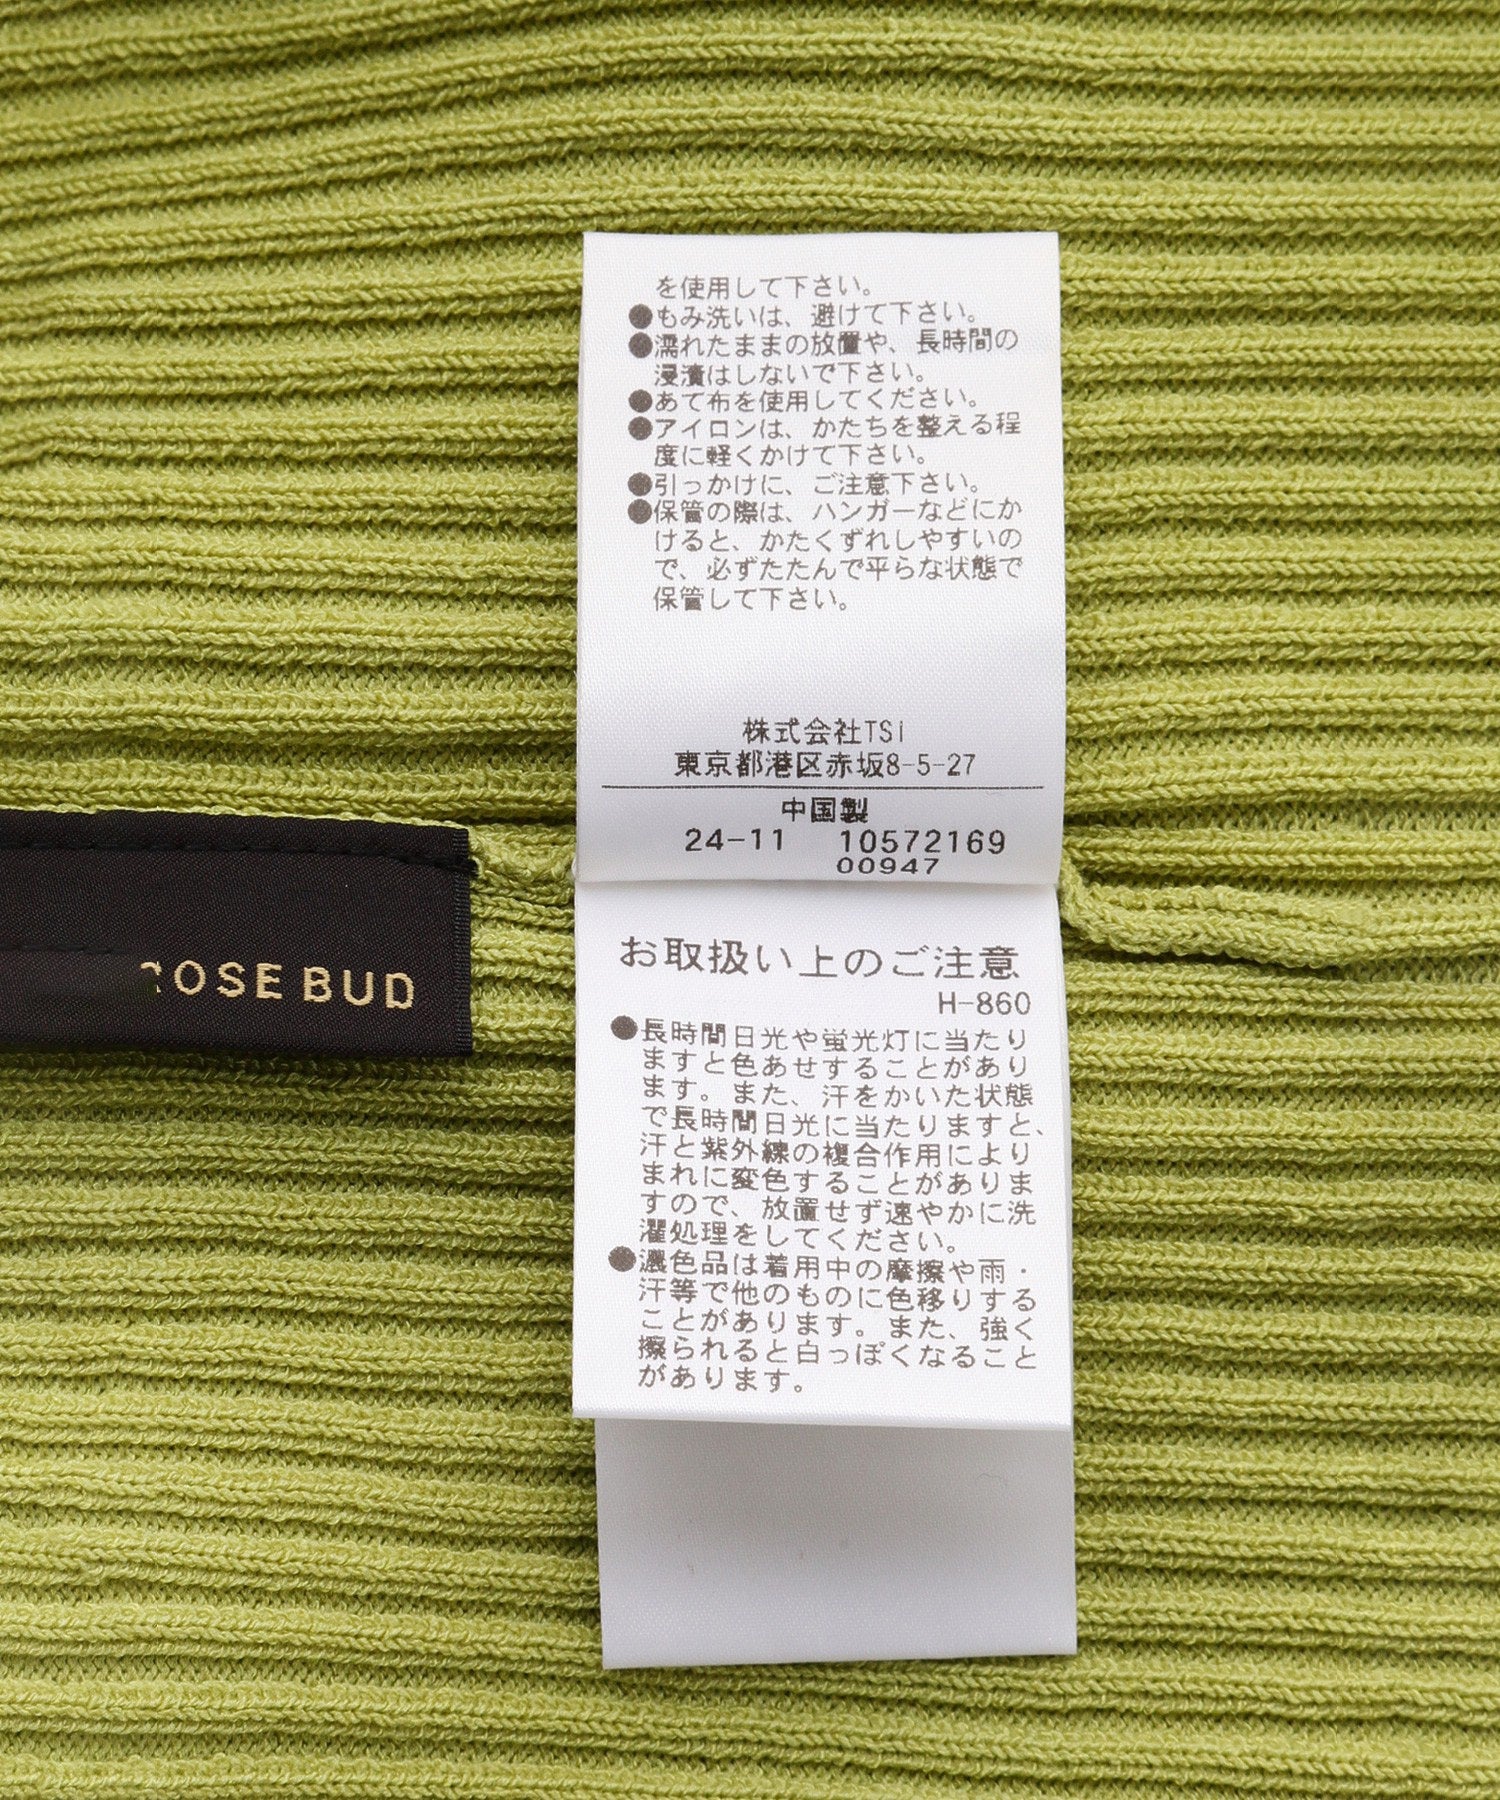 を使用して下さい。
●もみ洗いは、避けて下さい。
●濡れたままの放置や、長時間の
浸漬はしないで下さい。
●あて布を使用してください。
●アイロンは、かたちを整える程
度に軽くかけて下さい。
●引っかけに、ご注意下さい。
●保管の際は、ハンガーなどにか
けると、かたくずれしやすいの
で、必ずたたんで平らな状態で
保管して下さい。
株式会社TSI
東京都港区赤坂8-5-27
中国製
24-11 10572169
00947
ROSE BUD
お取扱い上のご注意
H-860
●長時間日光や蛍光灯に当たり
ますと色あせすることがあり
ます。また、汗をかいた状態
で長時間日光に当たりますと、
汗と紫外線の複合作用により
まれに変色することがありま
すので、放置せず速やかに洗
濯処理をしてください。
●濃色品は着用中の摩擦や雨・
汗等で他のものに色移りする
ことがあります。また、強く
擦られると白っぽくなること
があります。